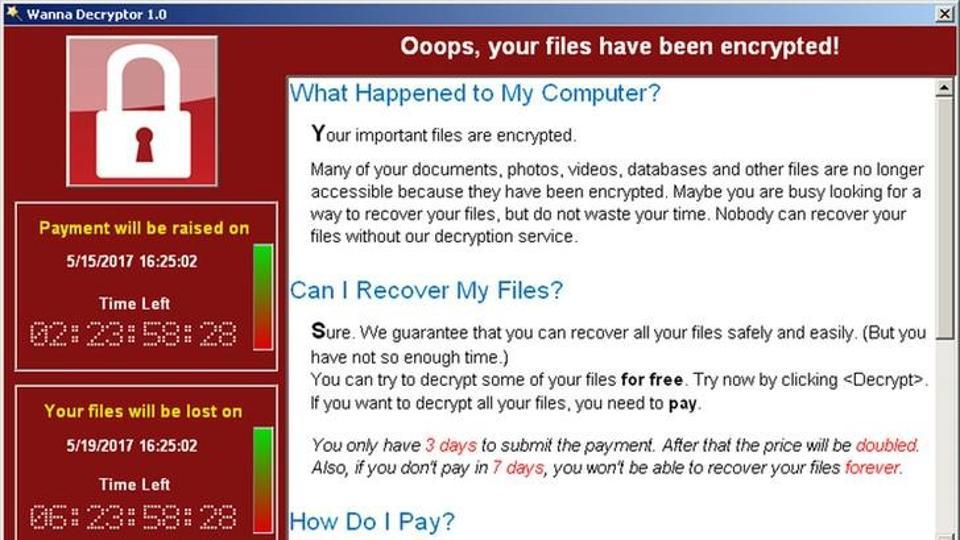 Wanna Decryptor 1.0
Ooops, your files have been encrypted!
Payment will be raised on
5/15/2017 16:25:02
Time Left
02:23:58:28
Your files will be lost on
5/19/2017 16:25:02
Time Left
06:23:58:28
What Happened to My Computer?
Your important files are encrypted.
Many of your documents, photos, videos, databases and other files are no longer
accessible because they have been encrypted. Maybe you are busy looking for a
way to recover your files, but do not waste your time. Nobody can recover your
files without our decryption service.
Can I Recover My Files?
Sure. We guarantee that you can recover all your files safely and easily. (But you
have not so enough time.)
You can try to decrypt some of your files for free. Try now by clicking <Decrypt>.
If you want to decrypt all your files, you need to pay.
You only have 3 days to submit the payment. After that the price will be doubled.
Also, if you don't pay in 7 days, you won't be able to recover your files forever.
How Do I Pay?